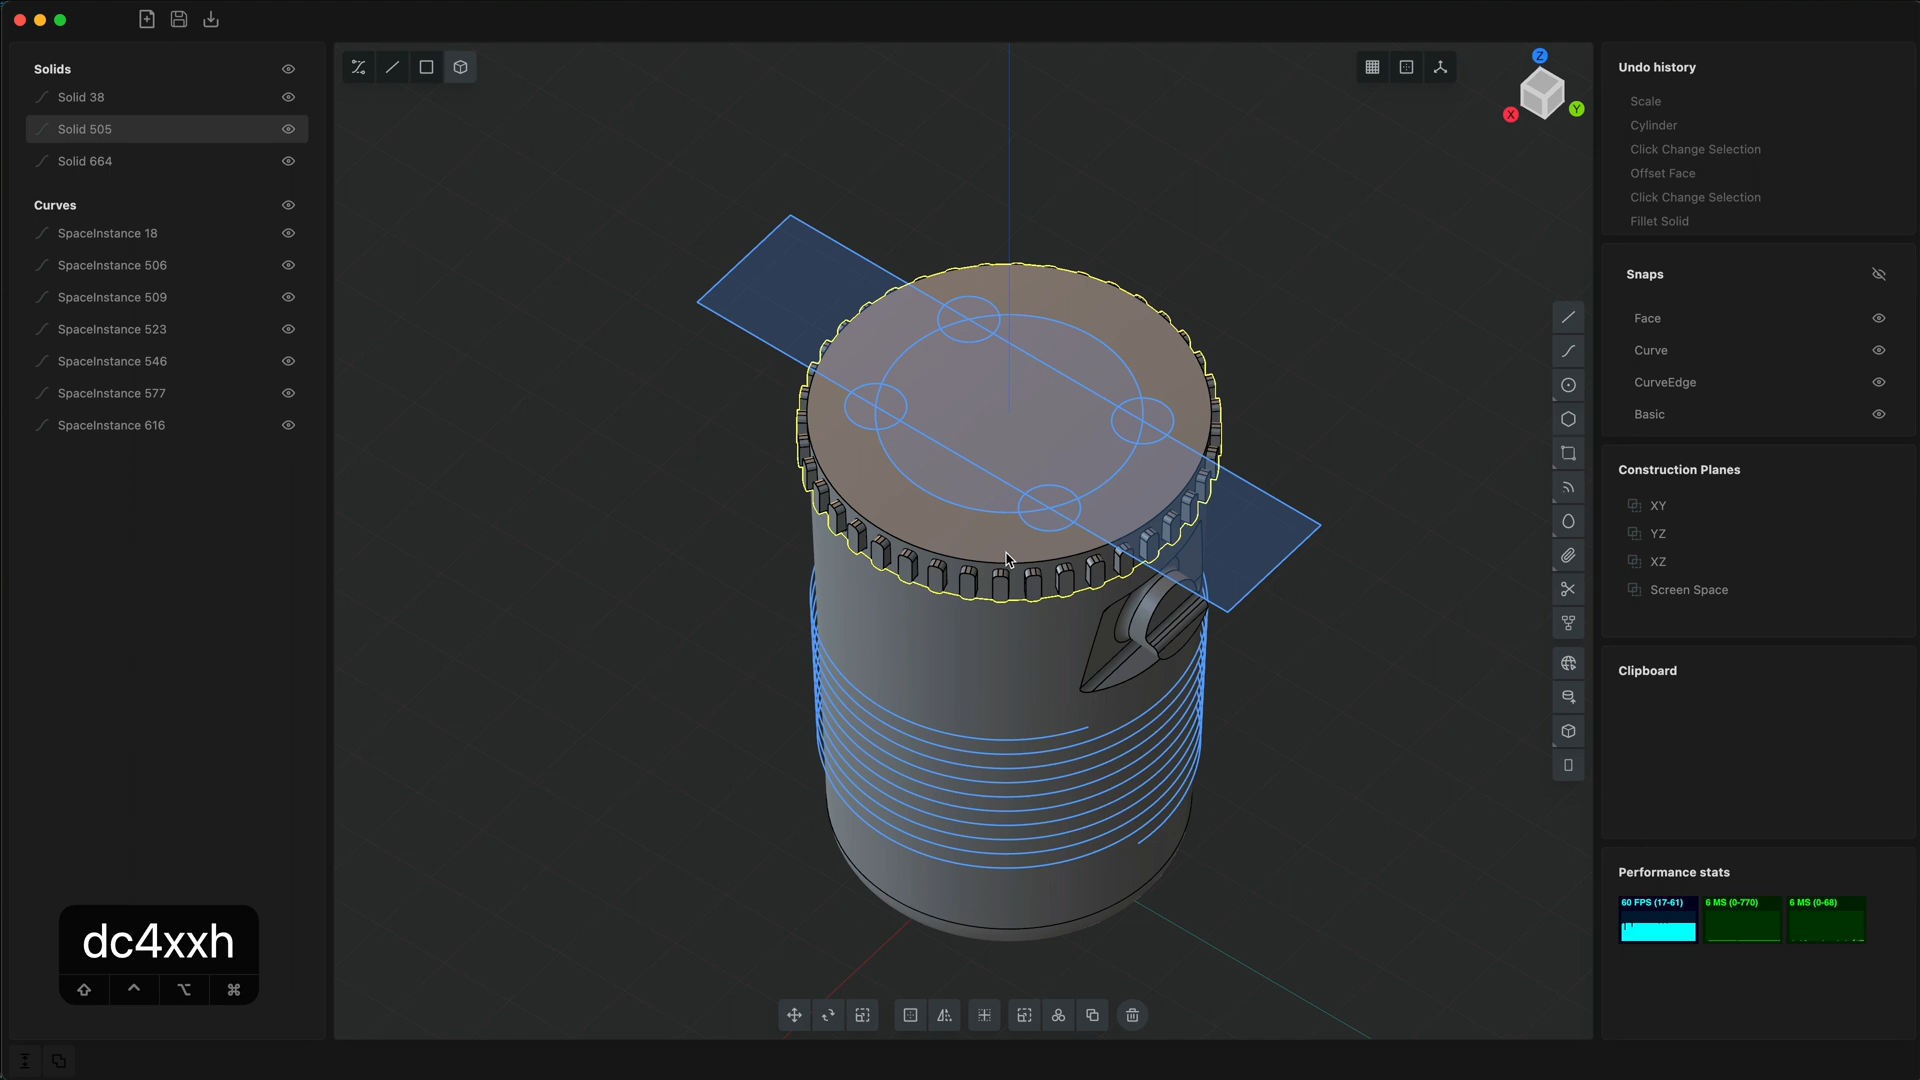 Solids
Solid 38
Solid 505
Solid 664
Curves
SpaceInstance 18
SpaceInstance 506
SpaceInstance 509
SpaceInstance 523
SpaceInstance 546
SpaceInstance 577
SpaceInstance 616
dc4xxh
Z
X
Y
Undo history
Scale
Cylinder
Click Change Selection
Offset Face
Click Change Selection
Fillet Solid
Snaps
Face
Curve
CurveEdge
Basic
Construction Planes
XY
YZ
XZ
Screen Space
Clipboard
Performance stats
60 FPS (17-61)
6 MS (0-770)
6 MS (0-68)